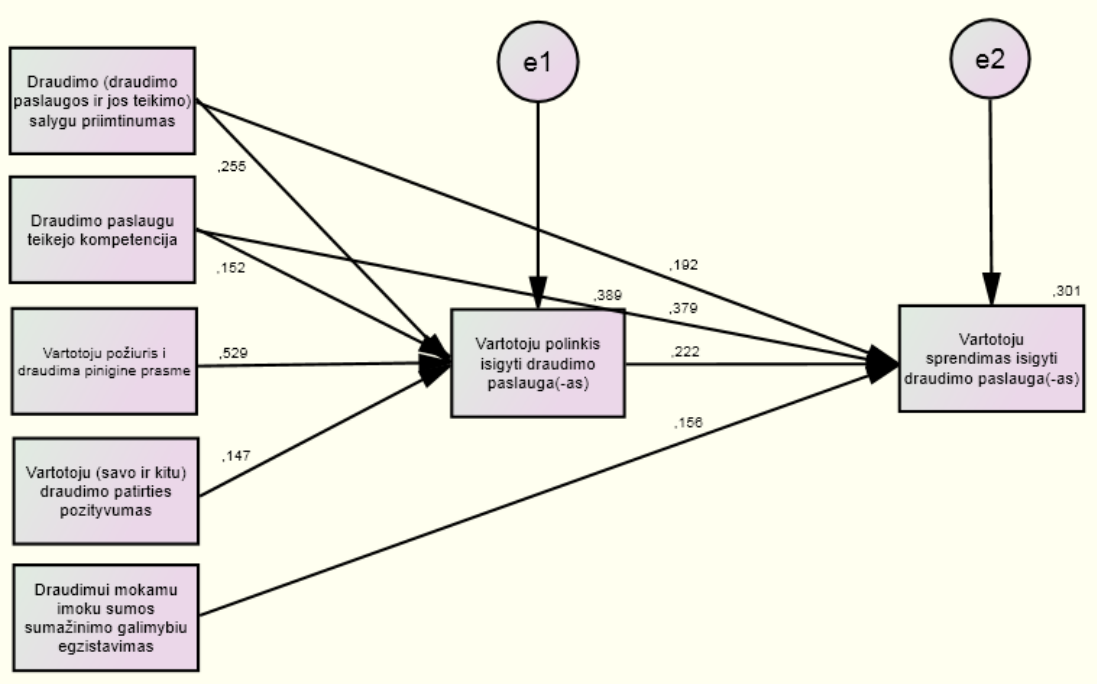 e1
e2
Draudimo (draudimo
paslaugos ir jos teikimo)
salygu priimtinumas
,255
Draudimo paslaugu
teikejo kompetencija
,152
,192
,389
,379
,301
Vartotoju požiuris i
draudima pinigine prasme
,529
Vartotoju polinkis
isigyti draudimo
paslauga(-as)
,222
Vartotoju
sprendimas isigyti
draudimo paslauga(-as)
,156
Vartotoju (savo ir kitu)
draudimo patirties
pozityvumas
,147
Draudimui mokamu
imoku sumos
sumažinimo galimybiu
egzistavimas